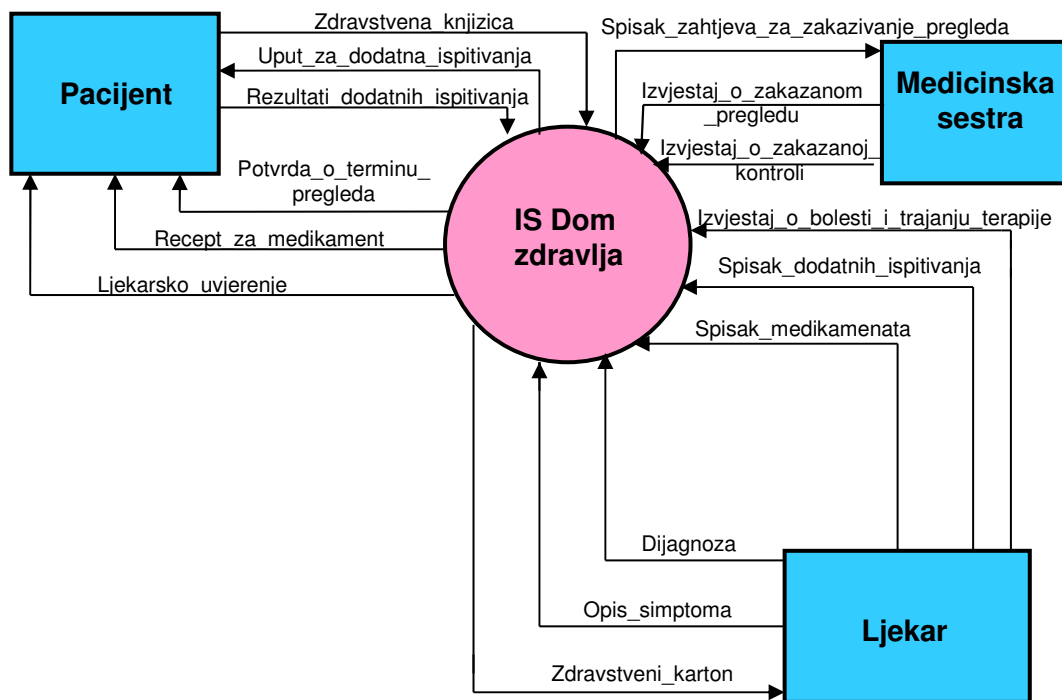 Zdravstvena_knjizica
Uput_za_dodatna_ispitivanja
Pacijent
Rezultati_dodatnih_ispitivanja
Potvrda_o_terminu_
pregleda
Recept_za_medikament
Ljekarsko_uvjerenje
IS Dom
zdravlja
Spisak_zahtjeva_za_zakazivanje_pregleda
Medicinska
sestra
Izvjestaj_o_zakazanom
_pregledu
Izvjestaj_o_zakazanoj_
kontroli
Izvjestaj_o_bolesti_i_trajanju_terapije
Spisak_dodatnih_ispitivanja
Spisak_medikamenata
Dijagnoza
Opis_simptoma
Ljekar
Zdravstveni_karton